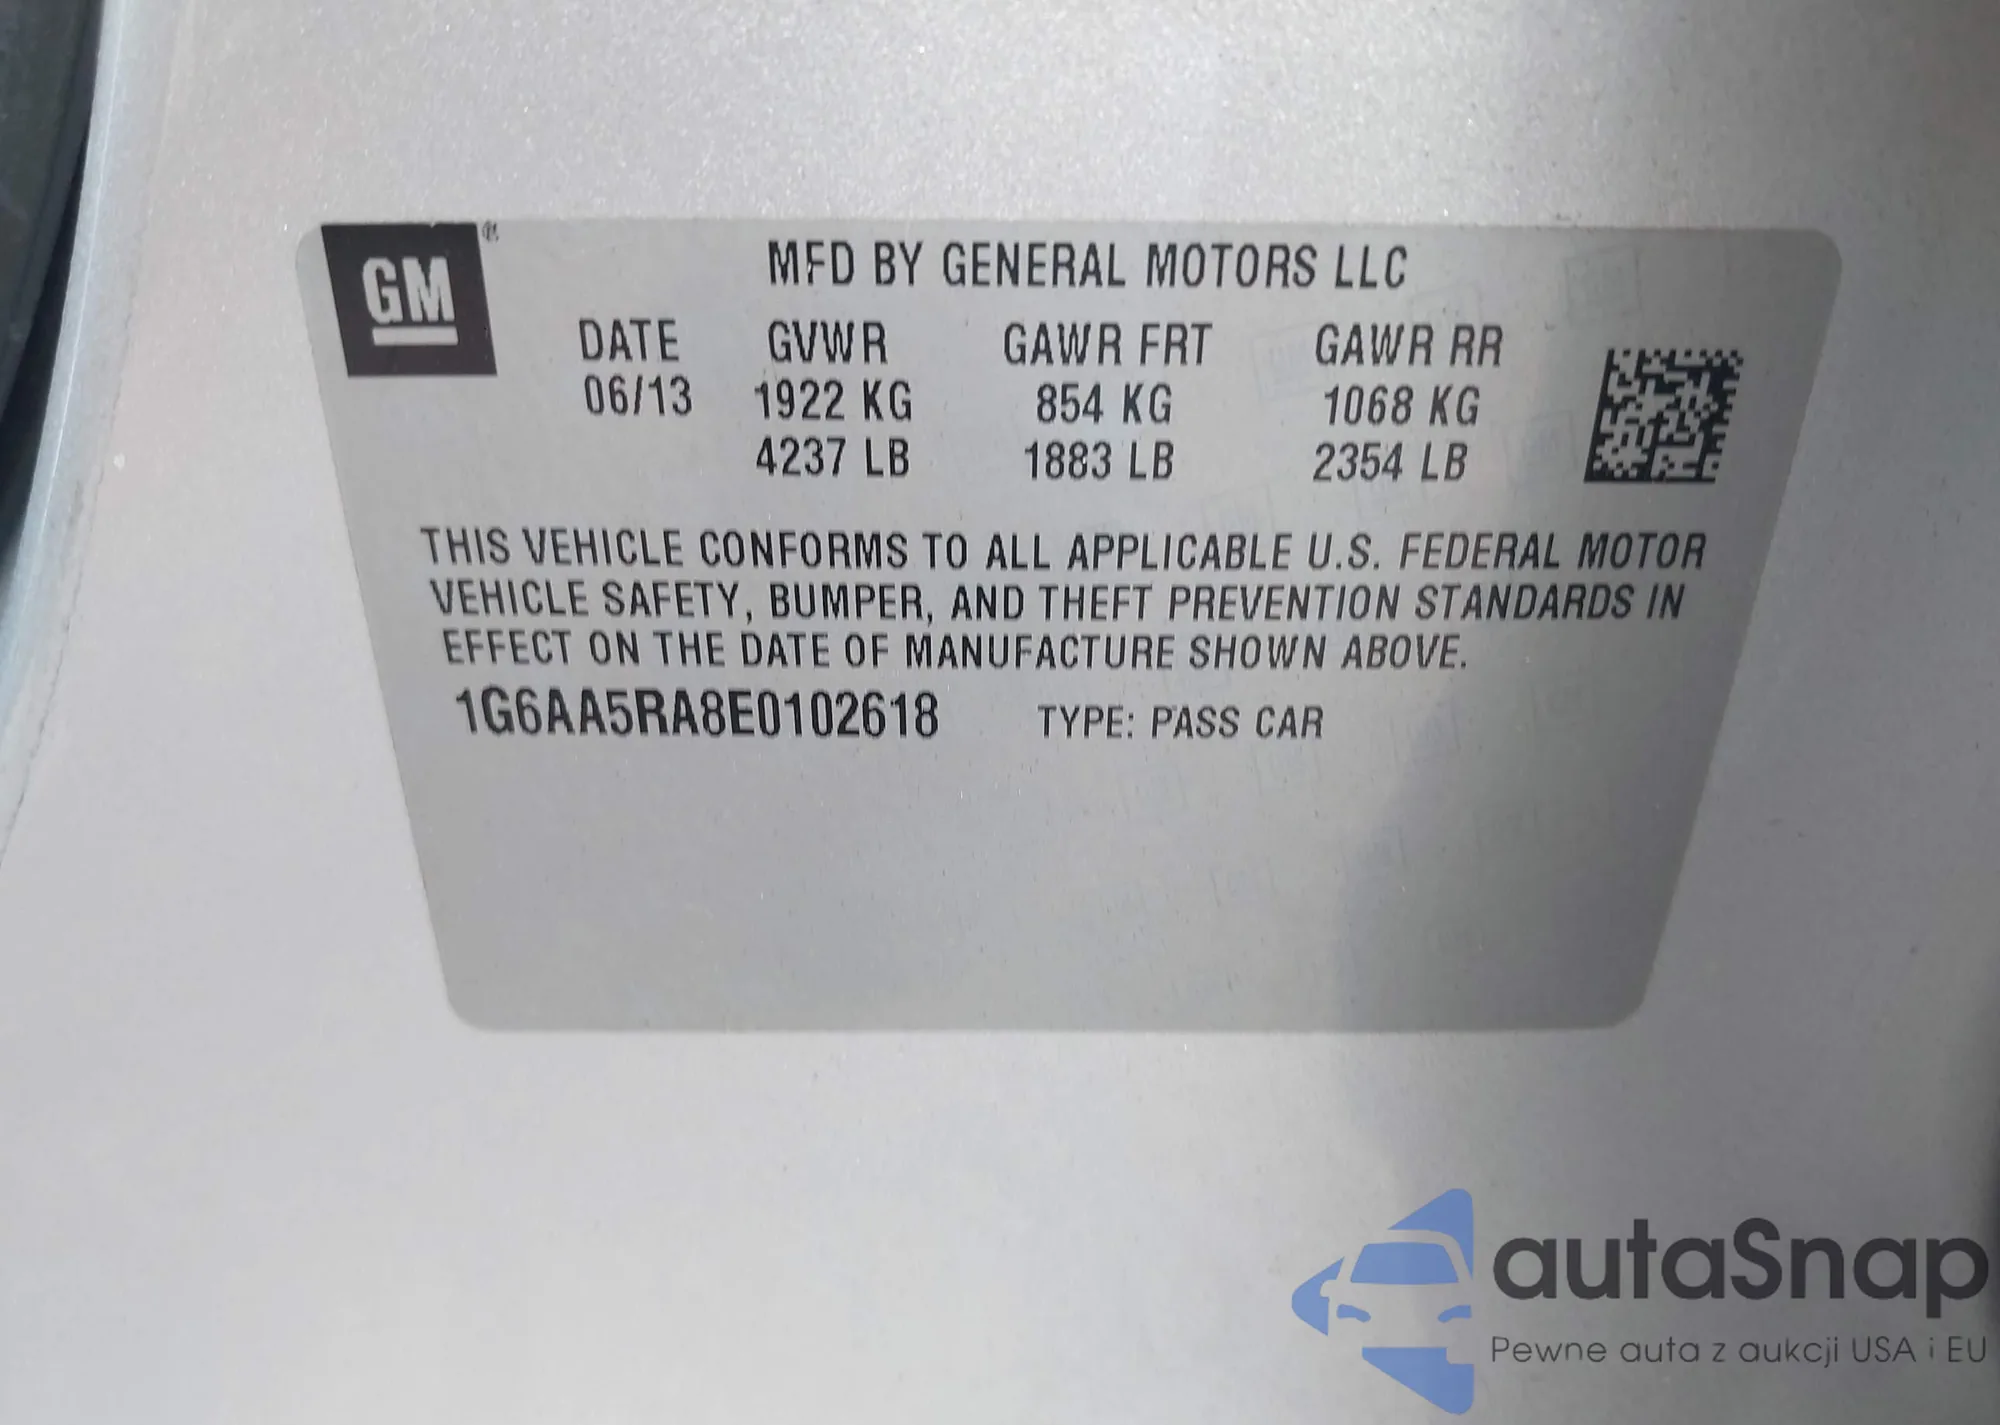 GM
MFD BY GENERAL MOTORS LLC
DATE GVWR GAWR FRT GAWR RR
06/13 1922 KG 854 KG 1068 KG
4237 LB 1883 LB 2354 LB
THIS VEHICLE CONFORMS TO ALL APPLICABLE U.S. FEDERAL MOTOR
VEHICLE SAFETY, BUMPER, AND THEFT PREVENTION STANDARDS IN
EFFECT ON THE DATE OF MANUFACTURE SHOWN ABOVE.
1G6AA5RA8E0102618 TYPE: PASS CAR
autaSnap
Pewne auta z aukcji USA i EU